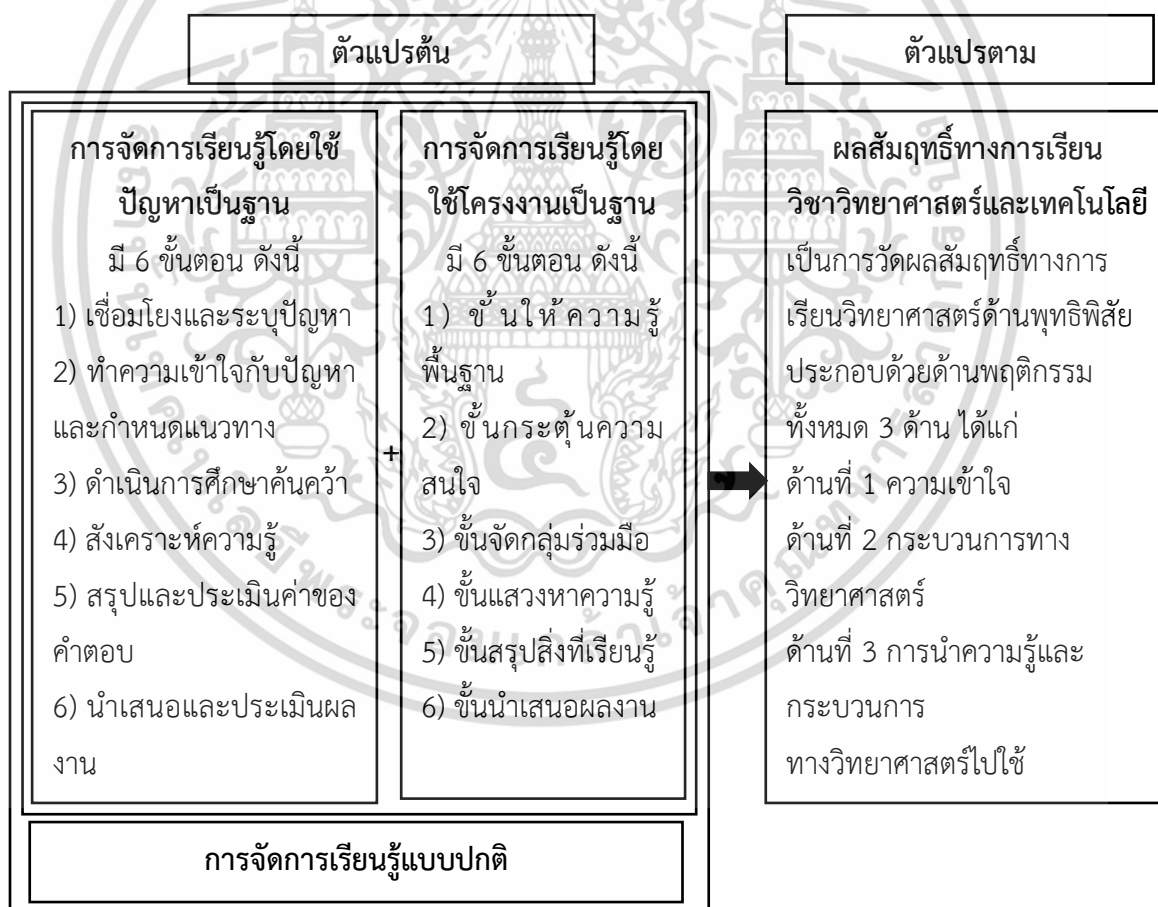 ตัวแปรต้น
ตัวแปรตาม
การจัดการเรียนรู้โดยใช้
ปัญหาเป็นฐาน
มี 6 ขั้นตอน ดังนี้
1) เชื่อมโยงและระบุปัญหา
2) ทำความเข้าใจกับปัญหา
และกำหนดแนวทาง
3) ดำเนินการศึกษาค้นคว้า
4) สังเคราะห์ความรู้
5) สรุปและประเมินค่าของ
คำตอบ
6) นำเสนอและประเมินผล
งาน
+
การจัดการเรียนรู้โดย
ใช้โครงงานเป็นฐาน
มี 6 ขั้นตอน ดังนี้
1) ขั้นให้ความรู้
พื้นฐาน
2) ขั้นกระตุ้นความ
สนใจ
3) ขั้นจัดกลุ่มร่วมมือ
4) ขั้นแสวงหาความรู้
5) ขั้นสรุปสิ่งที่เรียนรู้
6) ขั้นนำเสนอผลงาน
ผลสัมฤทธิ์ทางการเรียน
วิชาวิทยาศาสตร์และเทคโนโลยี
เป็นการวัดผลสัมฤทธิ์ทางการ
เรียนวิทยาศาสตร์ด้านพุทธิพิสัย
ประกอบด้วยด้านพฤติกรรม
ทั้งหมด 3 ด้าน ได้แก่
ด้านที่ 1 ความเข้าใจ
ด้านที่ 2 กระบวนการทาง
วิทยาศาสตร์
ด้านที่ 3 การนำความรู้และ
กระบวนการ
ทางวิทยาศาสตร์ไปใช้
การจัดการเรียนรู้แบบปกติ